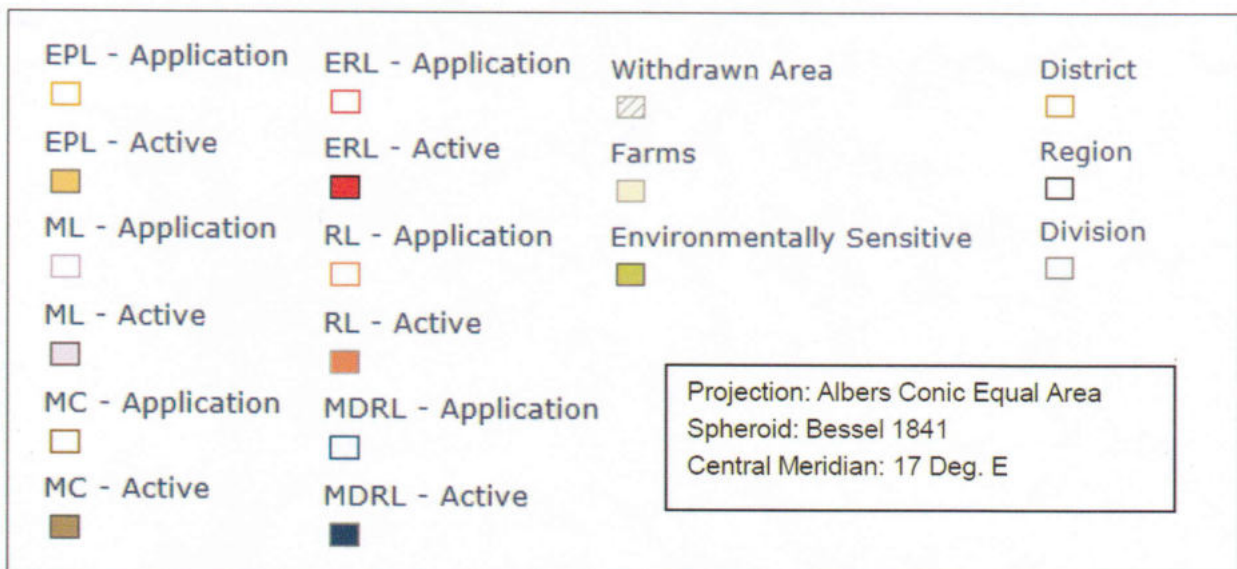 EPL - Application
EPL - Active
ML - Application
ML - Active
MC - Application
MC - Active
ERL - Application
ERL - Active
RL - Application
RL - Active
MDRL - Application
MDRL - Active
Withdrawn Area
Farms
Environmentally Sensitive
District
Region
Division
Projection: Albers Conic Equal Area
Spheroid: Bessel 1841
Central Meridian: 17 Deg. E